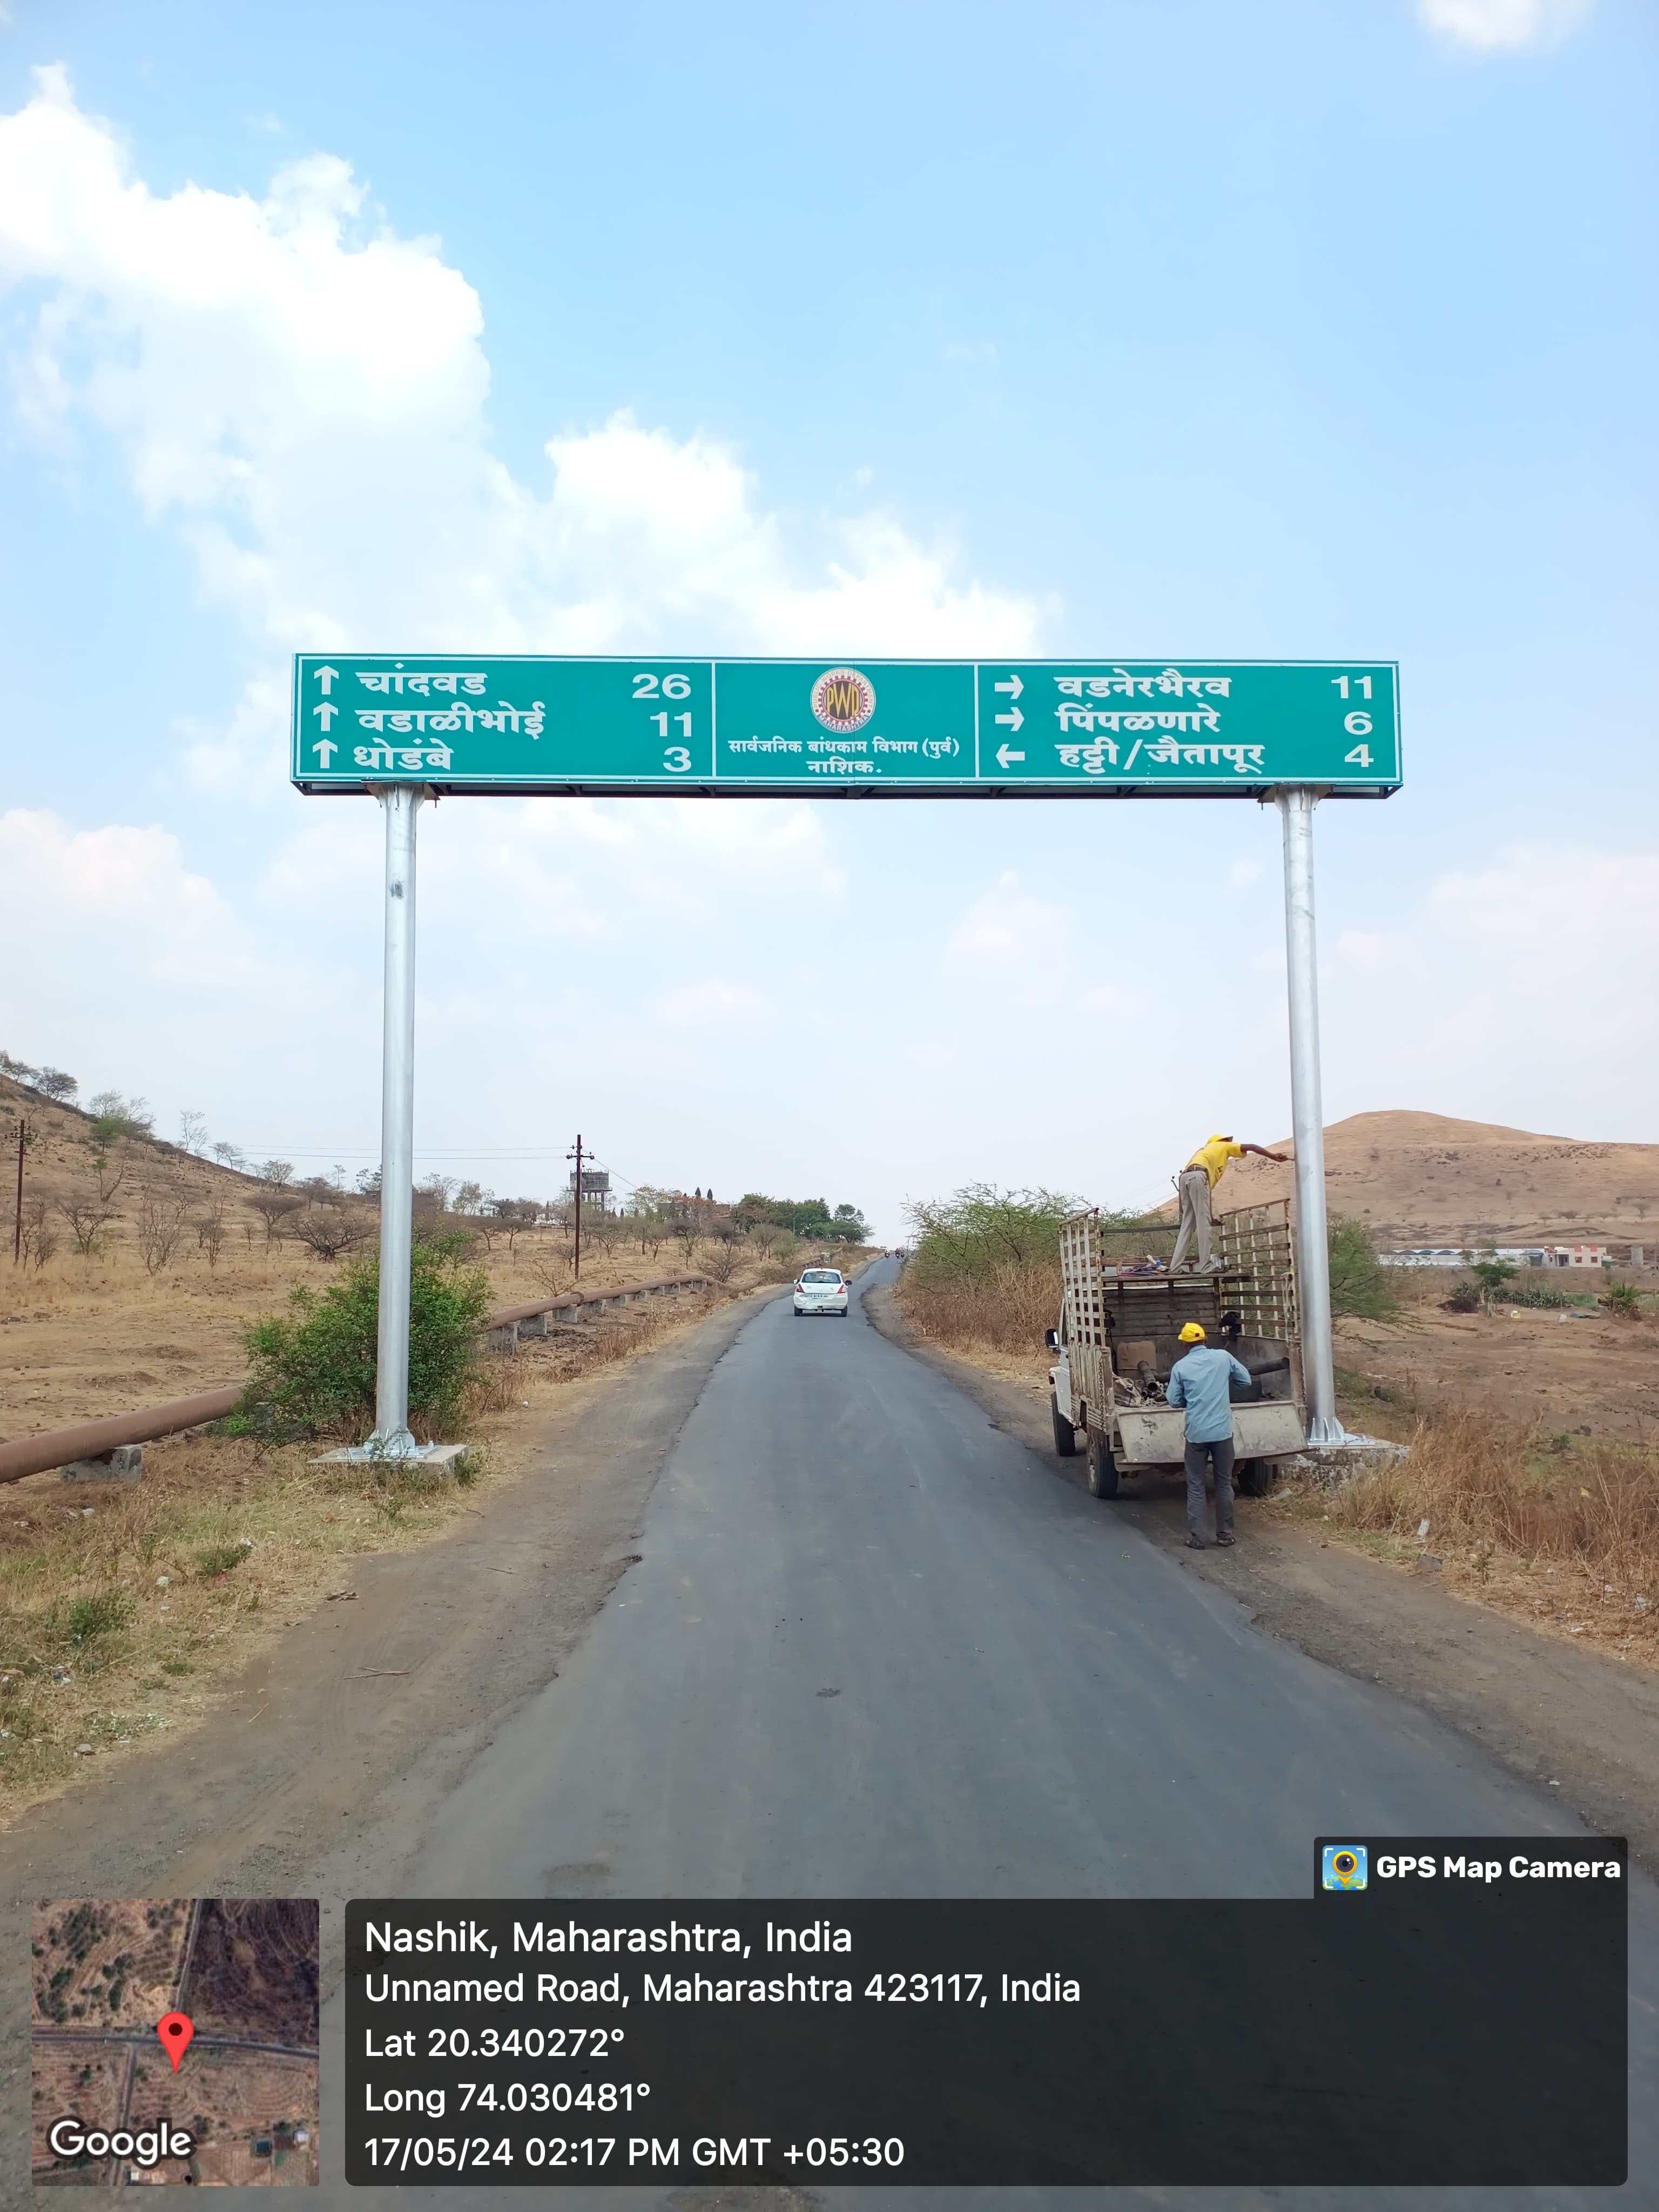 ↑ चांदवड 26
↑ वडाळीभोई 11
↑ धोडंबे 3
PWD
सार्वजनिक बांधकाम विभाग (पुर्व)
नाशिक.
→ वडनेरभैरव 11
→ पिंपळणारे 6
← हट्टी/जैतापूर 4
GPS Map Camera
Google
Nashik, Maharashtra, India
Unnamed Road, Maharashtra 423117, India
Lat 20.340272°
Long 74.030481°
17/05/24 02:17 PM GMT +05:30